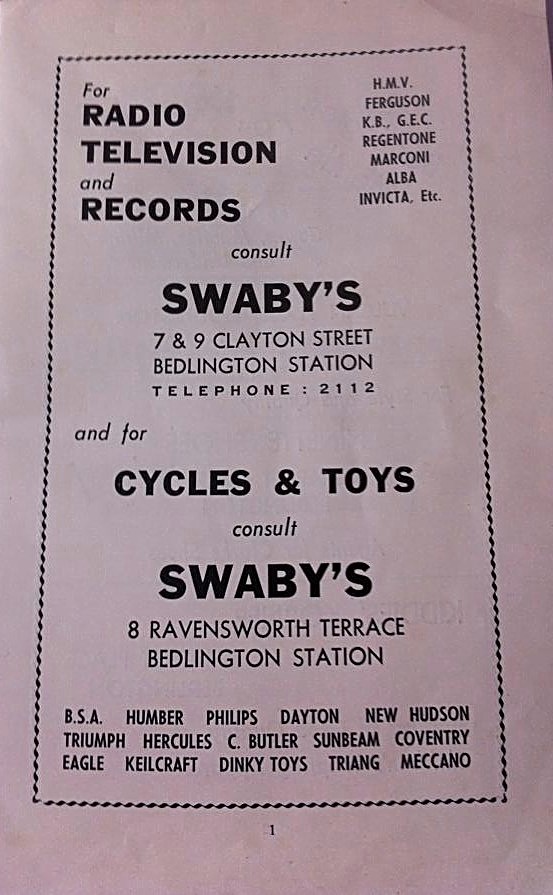 For
RADIO
TELEVISION
and
RECORDS
H.M.V.
FERGUSON
K.B., G.E.C.
REGENTONE
MARCONI
ALBA
INVICTA, Etc.
consult
SWABY'S
7 & 9 CLAYTON STREET
BEDLINGTON STATION
TELEPHONE : 2112
and for
CYCLES & TOYS
consult
SWABY'S
8 RAVENSWORTH TERRACE
BEDLINGTON STATION
B.S.A. HUMBER PHILIPS DAYTON NEW HUDSON
TRIUMPH HERCULES C. BUTLER SUNBEAM COVENTRY
EAGLE KEILCRAFT DINKY TOYS TRIANG MECCANO
1